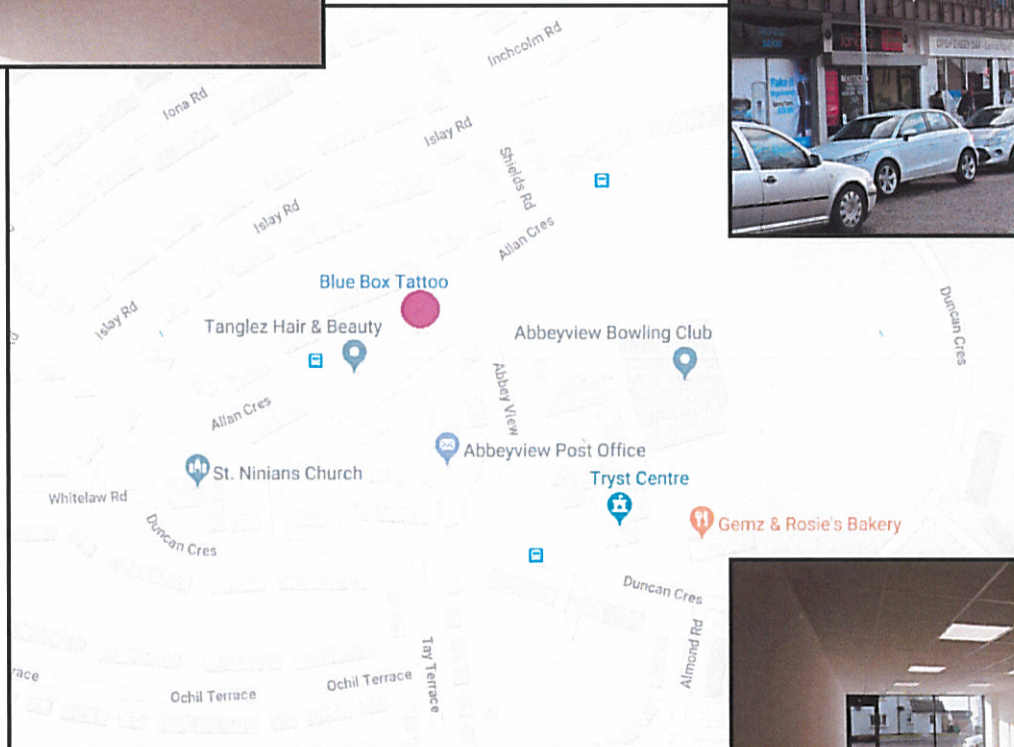 Inchcolm Rd
Iona Rd
Islay Rd
Shields Rd
Islay Rd
Allan Cres
Blue Box Tattoo
Islay Rd
Tanglez Hair & Beauty
Abbeyview Bowling Club
Duncan Cres
Abbey View
Allan Cres
Abbeyview Post Office
St. Ninians Church
Tryst Centre
Whitelaw Rd
Gemz & Rosie's Bakery
Duncan Cres
Duncan Cres
Almond Rd
Tay Terrace
race
Ochil Terrace
Ochil Terrace
Take it
OPEN EVERY DAY